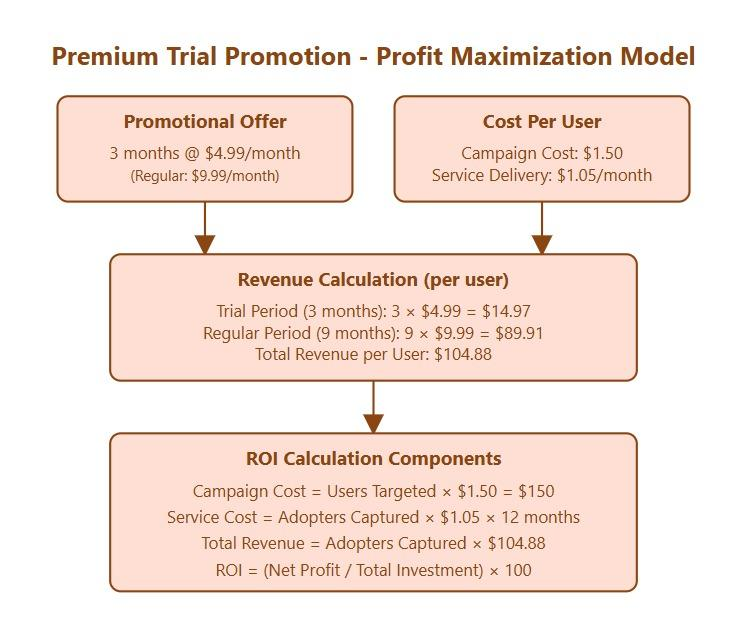 Premium Trial Promotion - Profit Maximization Model
Promotional Offer
3 months @ $4.99/month
(Regular: $9.99/month)
Cost Per User
Campaign Cost: $1.50
Service Delivery: $1.05/month
Revenue Calculation (per user)
Trial Period (3 months): 3 × $4.99 = $14.97
Regular Period (9 months): 9 × $9.99 = $89.91
Total Revenue per User: $104.88
ROI Calculation Components
Campaign Cost = Users Targeted × $1.50 = $150
Service Cost = Adopters Captured × $1.05 × 12 months
Total Revenue = Adopters Captured × $104.88
ROI = (Net Profit / Total Investment) × 100